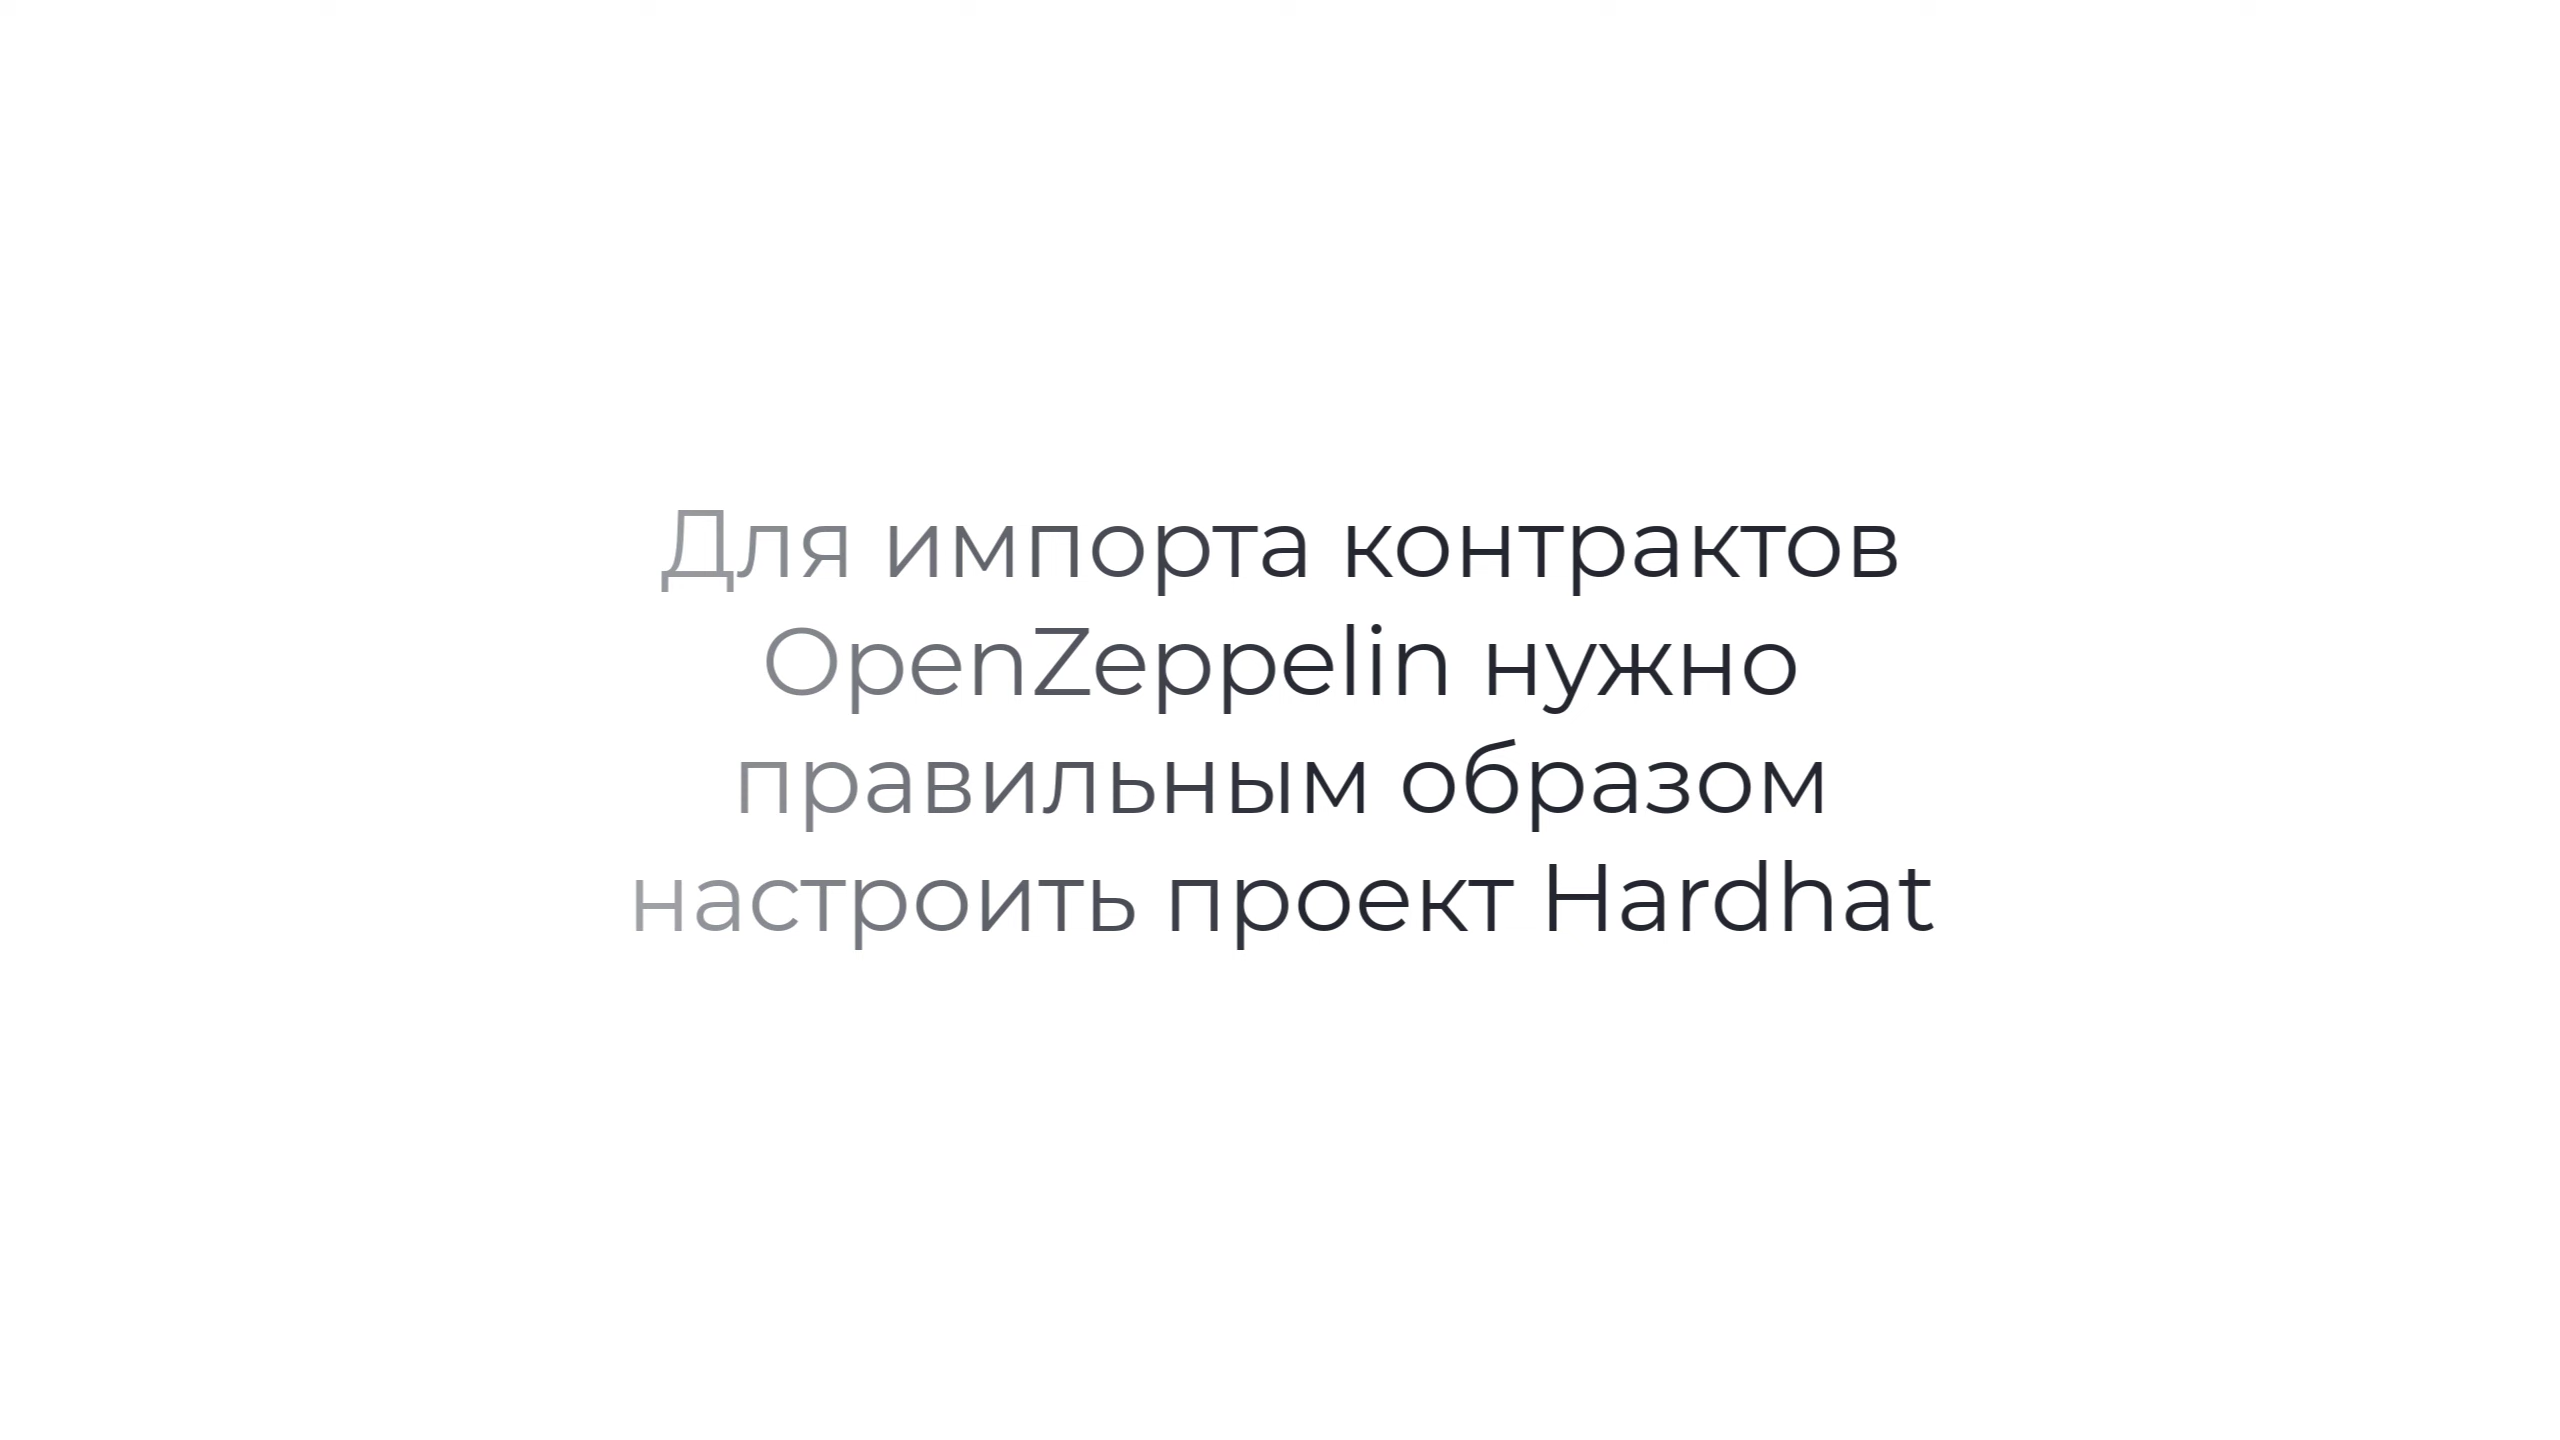 Для импорта контрактов
OpenZeppelin нужно
правильным образом
настроить проект Hardhat